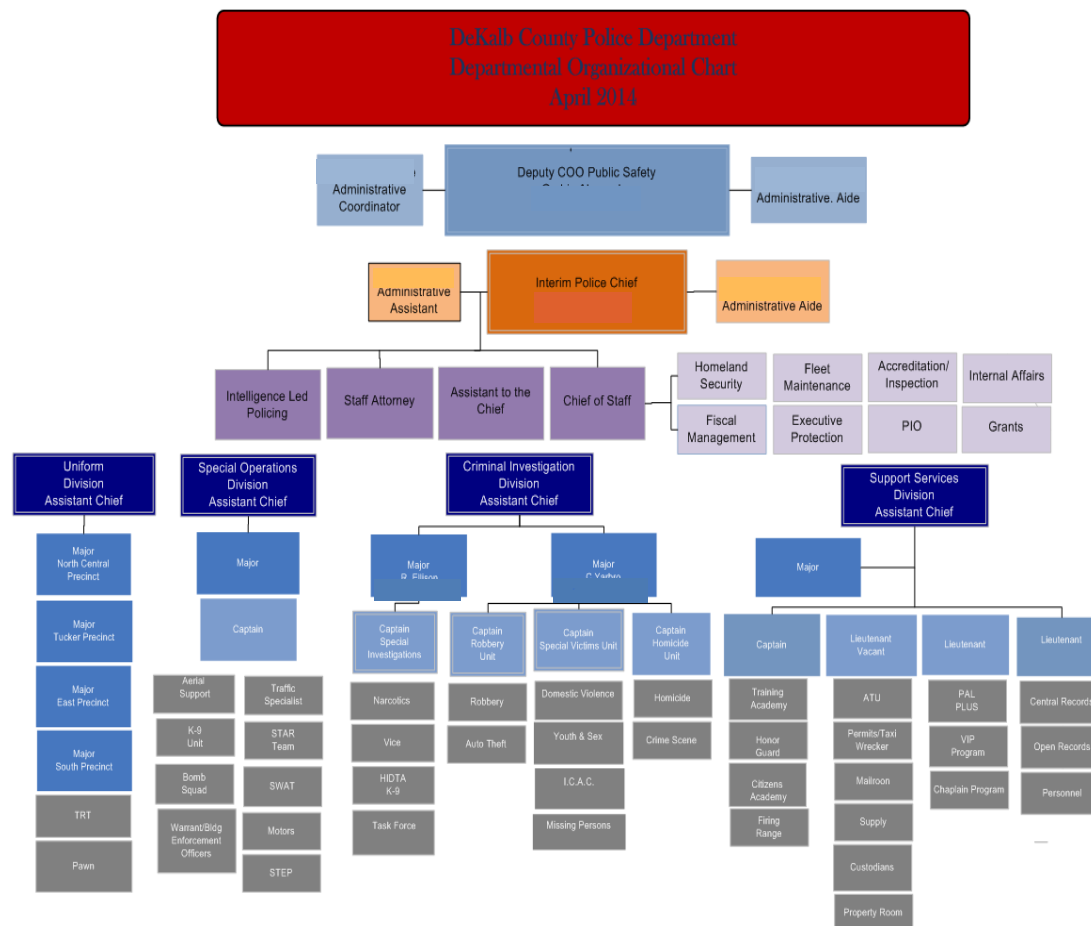 DeKalb County Police Department
Departmental Organizational Chart
April 2014
Administrative
Coordinator
Deputy COO Public Safety
Administrative. Aide
Administrative
Assistant
Interim Police Chief
Administrative Aide
Intelligence Led
Policing
Staff Attorney
Assistant to the
Chief
Chief of Staff
Homeland
Security
Fleet
Maintenance
Accreditation/
Inspection
Internal Affairs
Fiscal
Management
Executive
Protection
PIO
Grants
Uniform
Division
Assistant Chief
Special Operations
Division
Assistant Chief
Criminal Investigation
Division
Assistant Chief
Support Services
Division
Assistant Chief
Major
North Central
Precinct
Major
Tucker Precinct
Major
East Precinct
Major
South Precinct
TRT
Pawn
Major
Captain
Aerial
Support
K-9
Unit
Bomb
Squad
Warrant/Bldg
Enforcement
Officers
Traffic
Specialist
STAR
Team
SWAT
Motors
STEP
Major
R. Ellison
Major
C Yarbro
Captain
Special
Investigations
Narcotics
Vice
HIDTA
K-9
Task Force
Captain
Robbery
Unit
Robbery
Auto Theft
Captain
Special Victims Unit
Domestic Violence
Youth & Sex
I.C.A.C.
Missing Persons
Captain
Homicide
Unit
Homicide
Crime Scene
Major
Captain
Training
Academy
Honor
Guard
Citizens
Academy
Firing
Range
Lieutenant
Vacant
ATU
Permits/Taxi
Wrecker
Mailroon
Supply
Custodians
Property Room
Lieutenant
PAL
PLUS
VIP
Program
Chaplain Program
Lieutenant
Central Records
Open Records
Personnel